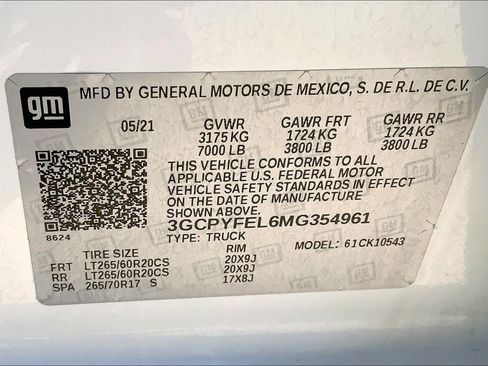 gm MFD BY GENERAL MOTORS DE MEXICO, S. DE R.L. DE C.V.
05/21 GVWR GAWR FRT GAWR RR
3175 KG 1724 KG 1724 KG
7000 LB 3800 LB 3800 LB
THIS VEHICLE CONFORMS TO ALL
APPLICABLE U.S. FEDERAL MOTOR
VEHICLE SAFETY STANDARDS IN EFFECT
ON THE DATE OF MANUFACTURE SHOWN ABOVE.
3GCPYFEL6MG354961
8624 TYPE: TRUCK MODEL: 61CK10543
TIRE SIZE RIM
FRT LT265/60R20CS 20X9J
RR LT265/60R20CS 20X9J
SPA 265/70R17 S 17X8J